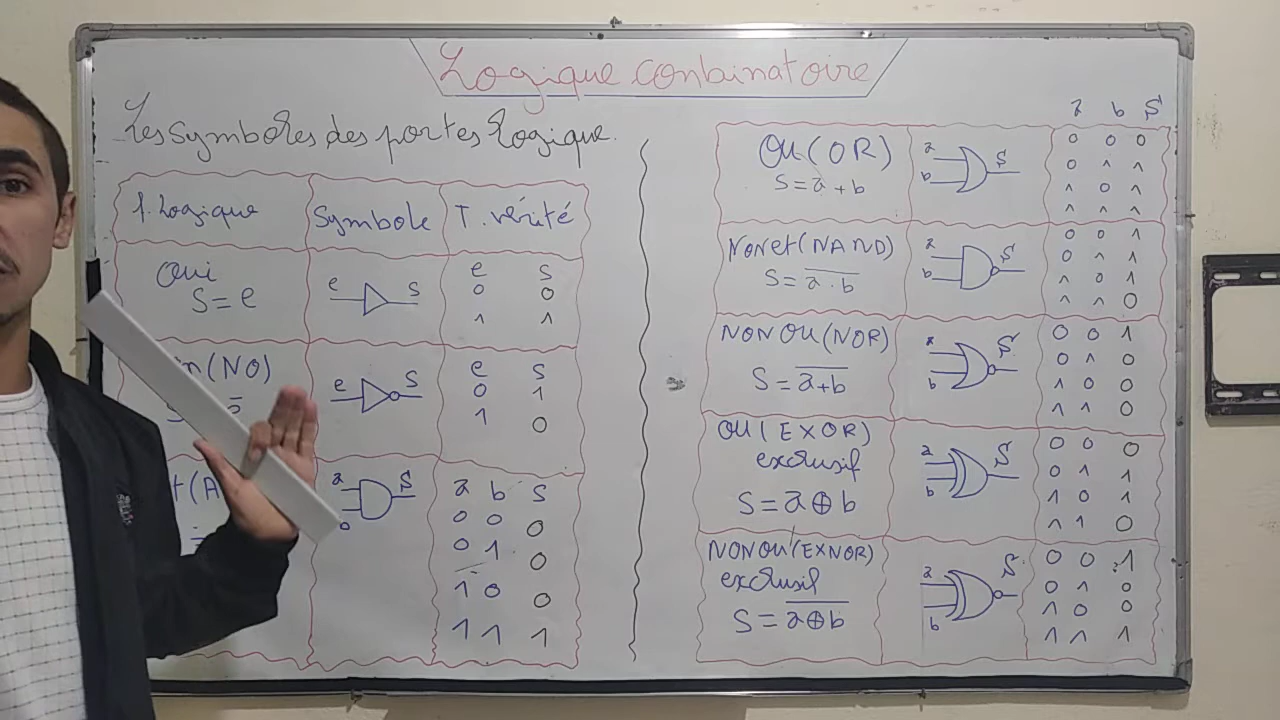 Logique conbinatoire
Les symboles des portes logique.
P. Logique Symbole T. vérité
Oui
S = e
e S
e S
0 0
1 1
n(NO)
e S
e S
0 1
1 0
t(A
a S
b
a b S
0 0 0
0 1 0
1 0 0
1 1 1
a b S
OU(OR)
S = a + b
a S
b
0 0 0
0 1 1
1 0 1
1 1 1
Non et (NAND)
S = \overline{a . b}
a S
b
0 0 1
0 1 1
1 0 1
1 1 0
NON OU (NOR)
S = \overline{a + b}
a S
b
0 0 1
0 1 0
1 0 0
1 1 0
OU (EXOR)
exclusif
S = a ⊕ b
a S
b
0 0 0
0 1 1
1 0 1
1 1 0
NON OU (EXNOR)
exclusif
S = \overline{a ⊕ b}
a S
b
0 0 1
0 1 0
1 0 0
1 1 1